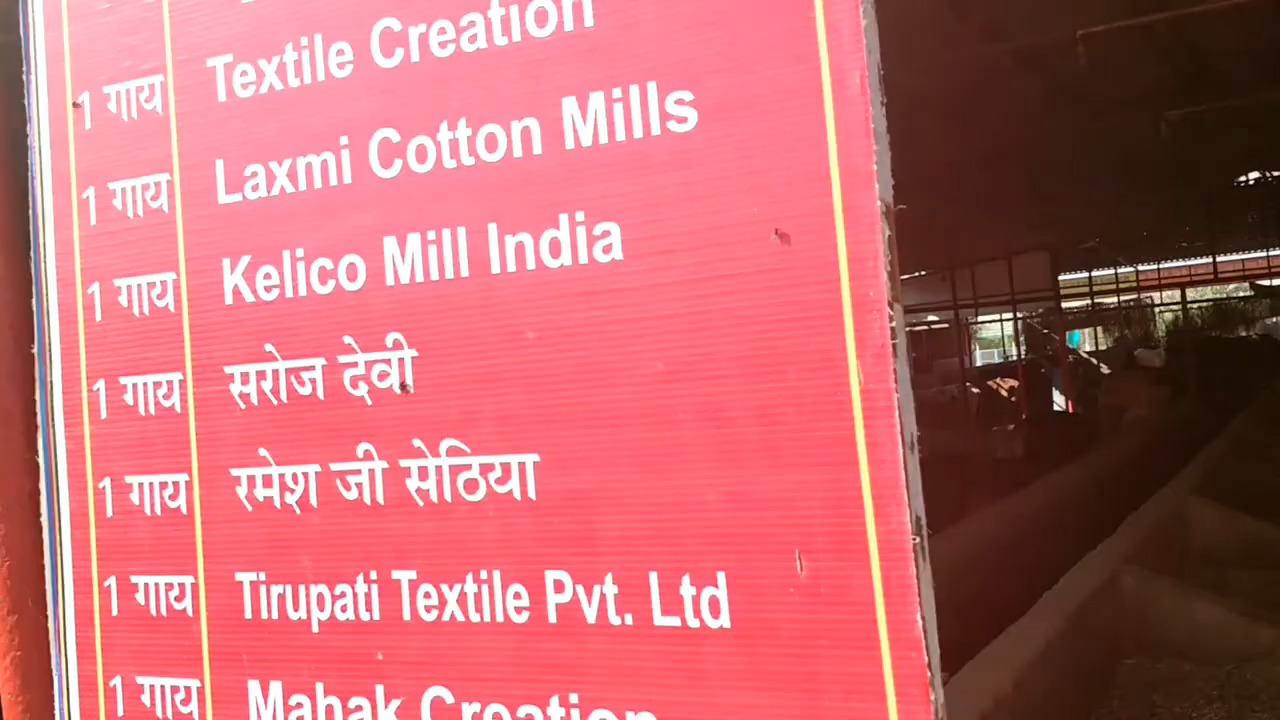 1 गाय Textile Creation
1 गाय Laxmi Cotton Mills
1 गाय Kelico Mill India
1 गाय सरोज देवी
1 गाय रमेश जी सेठिया
1 गाय Tirupati Textile Pvt. Ltd
1 गाय Mahak Creation